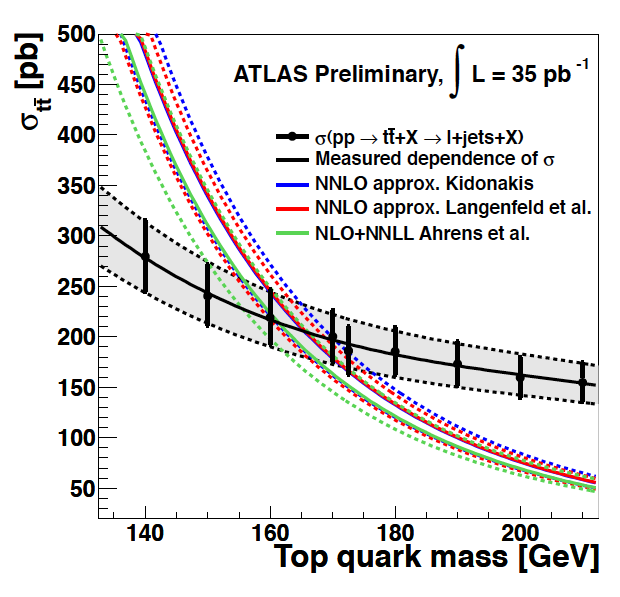 σtt̄ [pb]
500
450
400
350
300
250
200
150
100
50
ATLAS Preliminary, ∫ L = 35 pb⁻¹
σ(pp → tt̄+X → l+jets+X)
Measured dependence of σ
NNLO approx. Kidonakis
NNLO approx. Langenfeld et al.
NLO+NNLL Ahrens et al.
140 160 180 200
Top quark mass [GeV]